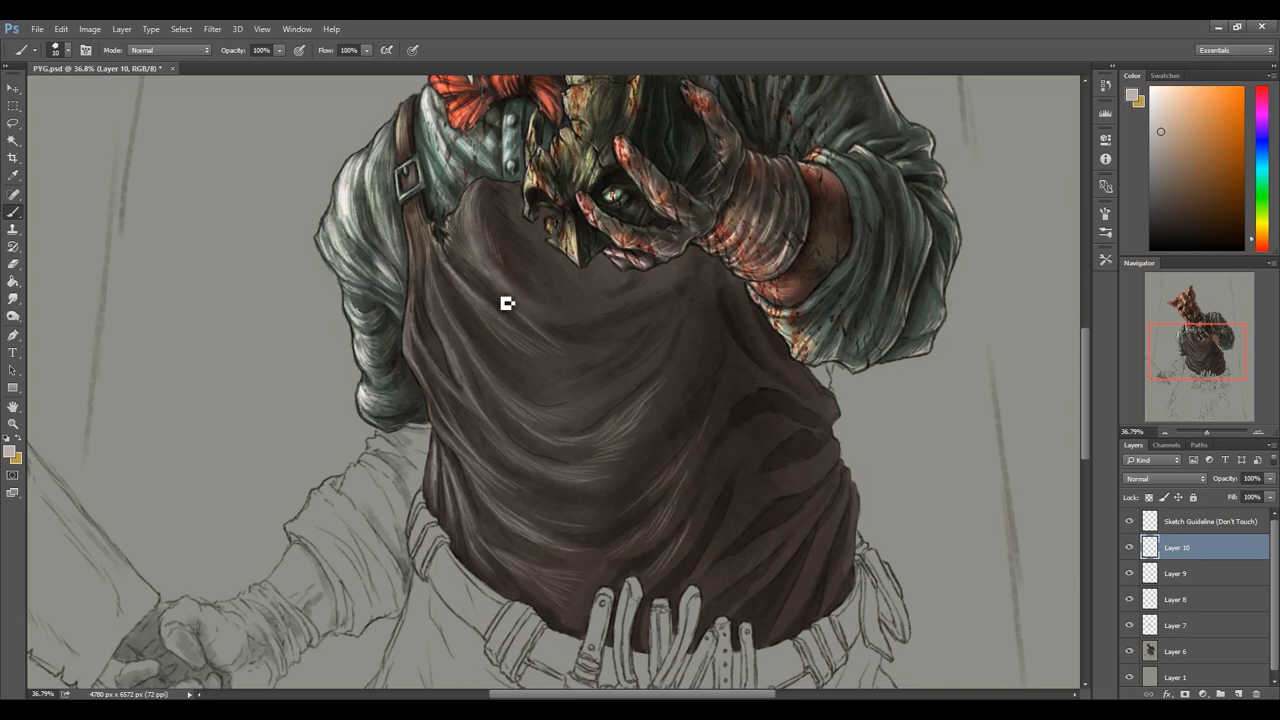 Ps File Edit Image Layer Type Select Filter 3D View Window Help
10 Mode: Normal Opacity: 100% Flow: 100% Essentials
PYG.psd @ 36.8% (Layer 10, RGB/8) * ×
Color Swatches
Navigator
36.79%
Layers Channels Paths
Kind
Normal Opacity: 100%
Lock: Fill: 100%
Sketch Guideline (Don't Touch)
Layer 10
Layer 9
Layer 8
Layer 7
Layer 6
Layer 1
36.79% 4780 px x 6572 px (72 ppi)